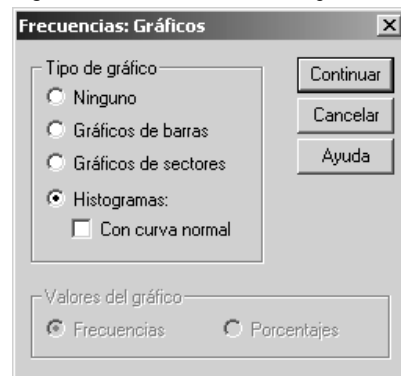 Frecuencias: Gráficos
Tipo de gráfico
Ninguno
Gráficos de barras
Gráficos de sectores
Histogramas:
Con curva normal
Continuar
Cancelar
Ayuda
Valores del gráfico
Frecuencias
Porcentajes